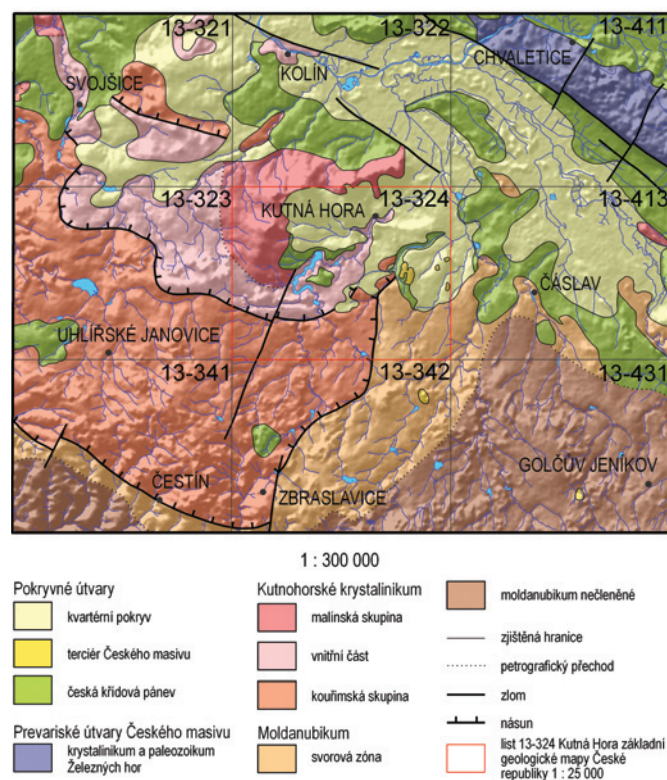 13-321
13-322
13-411
SVOJŠICE
KOLÍN
CHVALETICE
13-323
13-324
13-413
KUTNÁ HORA
ČÁSLAV
UHLÍŘSKÉ JANOVICE
13-341
13-342
13-431
ČESTÍN
ZBRASLAVICE
GOLČŮV JENÍKOV
1 : 300 000
Pokryvné útvary
kvartérní pokryv
terciér Českého masivu
česká křídová pánev
Prevariské útvary Českého masivu
krystalinikum a paleozoikum
Železných hor
Kutnohorské krystalinikum
malínská skupina
vnitřní část
kouřimská skupina
Moldanubikum
svorová zóna
moldanubikum nečleněné
zjištěná hranice
petrografický přechod
zlom
násun
list 13-324 Kutná Hora základní
geologické mapy České
republiky 1 : 25 000